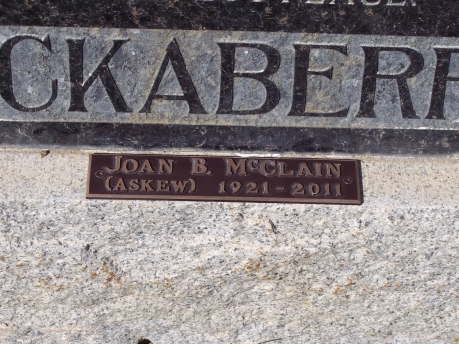 CKABER
JOAN B. McCLAIN
(ASKEW) 1921-2011